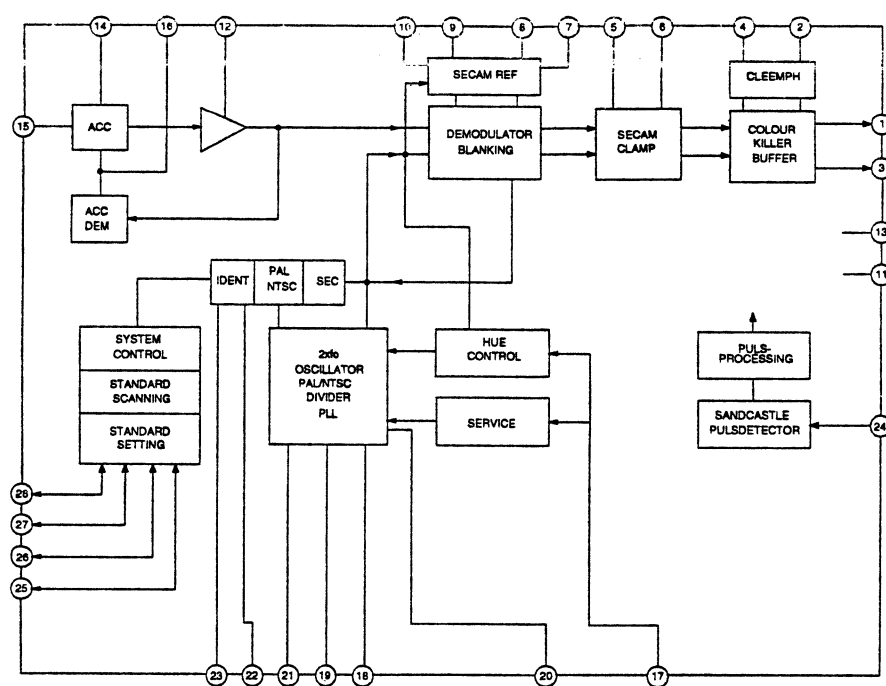 14 16 12 10 9 8 7 5 6 4 2
SECAM REF
CLEEMPH
15
ACC
DEMODULATOR
BLANKING
SECAM
CLAMP
COLOUR
KILLER
BUFFER
1
3
ACC
DEM
13
11
IDENT
PAL
NTSC
SEC
SYSTEM
CONTROL
STANDARD
SCANNING
STANDARD
SETTING
2xfo
OSCILLATOR
PAL/NTSC
DIVIDER
PLL
HUE
CONTROL
SERVICE
PULS-
PROCESSING
SANDCASTLE
PULSDETECTOR
24
28
27
26
25
23 22 21 19 18 20 17